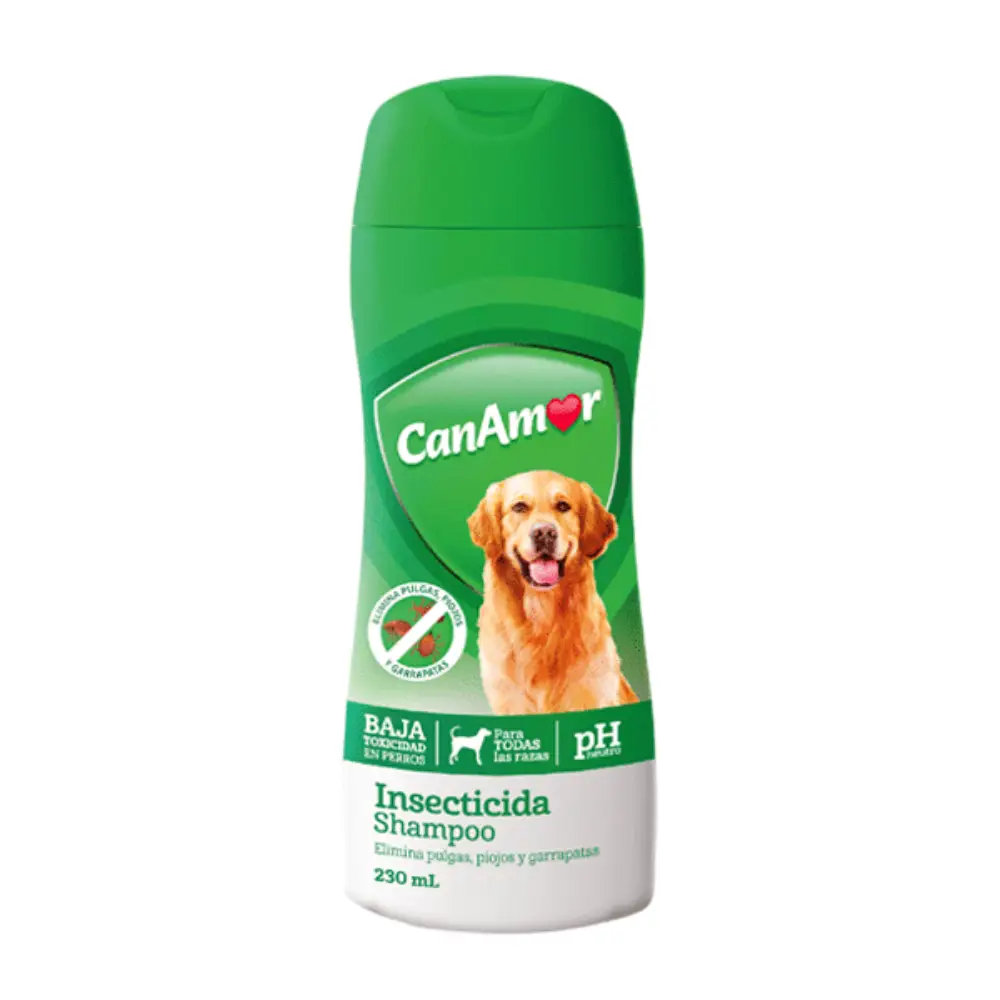 CanAmor
ELIMINA PULGAS, PIOJOS
Y GARRAPATAS
BAJA
TOXICIDAD
EN PERROS
Para
TODAS
las razas
pH
neutro
Insecticida
Shampoo
Elimina pulgas, piojos y garrapatas
230 mL